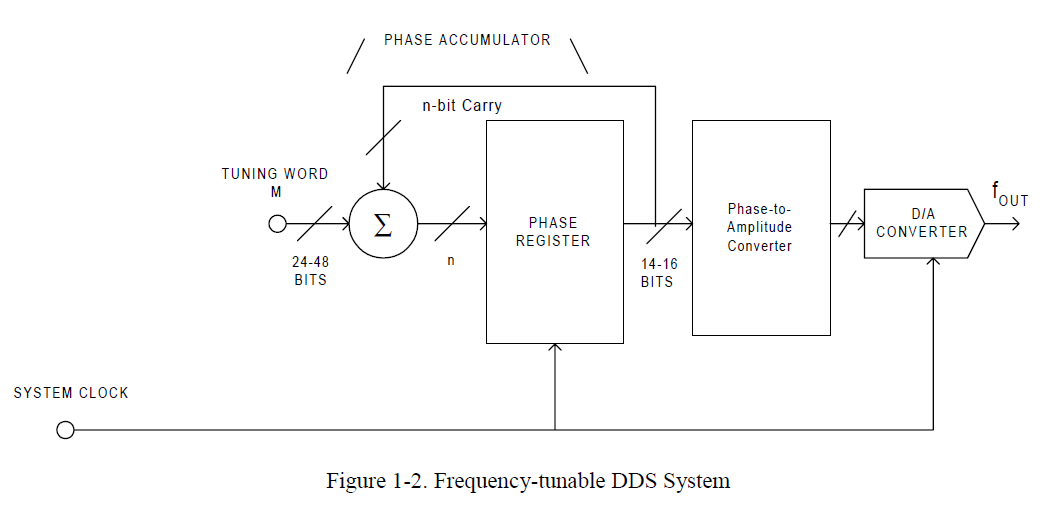 PHASE ACCUMULATOR
n-bit Carry
TUNING WORD
M
Σ
24-48
BITS
n
PHASE
REGISTER
14-16
BITS
Phase-to-
Amplitude
Converter
D/A
CONVERTER
fOUT
SYSTEM CLOCK
Figure 1-2. Frequency-tunable DDS System